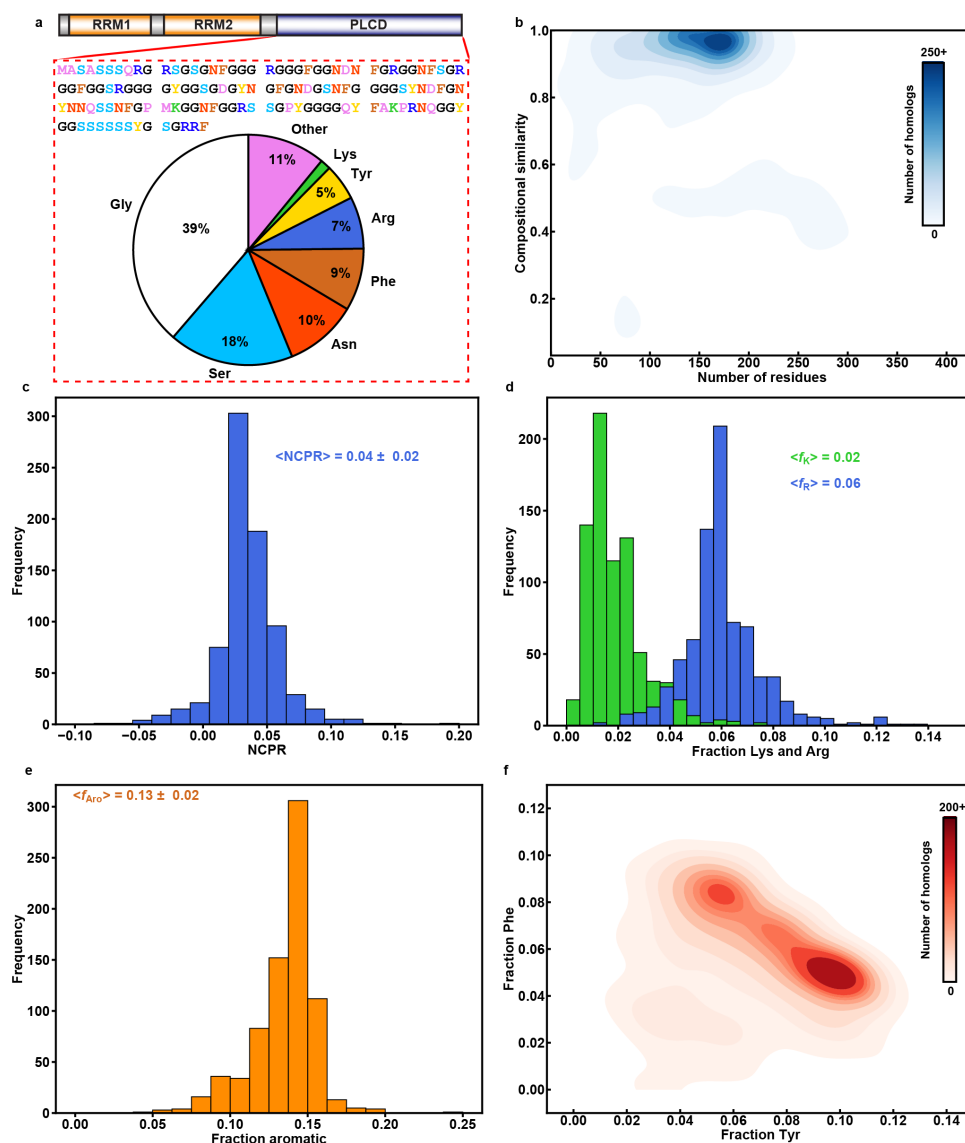 a
RRM1 RRM2 PLCD
MASASSSQRG RSGSGNFGGG RGGGFGGNDN FGRGGNFSGR
GGFGGSRGGG GYGGSGDGYN GFGNDGSNFG GGGSYNDFGN
YNNQSSNFGP MKGGNFGGRS SGPYGGGGQY FAKPRNQGGY
GGSSSSSSYG SGRRF
Other
11%
Lys
Tyr
5%
Arg
7%
Phe
9%
Asn
10%
Ser
18%
Gly
39%
b
Compositional similarity
1.0
0.8
0.6
0.4
0.2
0 50 100 150 200 250 300 350 400
Number of residues
250+
Number of homologs
0
c
<NCPR> = 0.04 ± 0.02
Frequency
300
250
200
150
100
50
0
−0.10 −0.05 0.00 0.05 0.10 0.15 0.20
NCPR
d
<fK> = 0.02
<fR> = 0.06
Frequency
200
150
100
50
0
0.00 0.02 0.04 0.06 0.08 0.10 0.12 0.14
Fraction Lys and Arg
e
<fAro> = 0.13 ± 0.02
Frequency
300
250
200
150
100
50
0
0.00 0.05 0.10 0.15 0.20 0.25
Fraction aromatic
f
Fraction Phe
0.12
0.10
0.08
0.06
0.04
0.02
0.00
0.00 0.02 0.04 0.06 0.08 0.10 0.12 0.14
Fraction Tyr
200+
Number of homologs
0